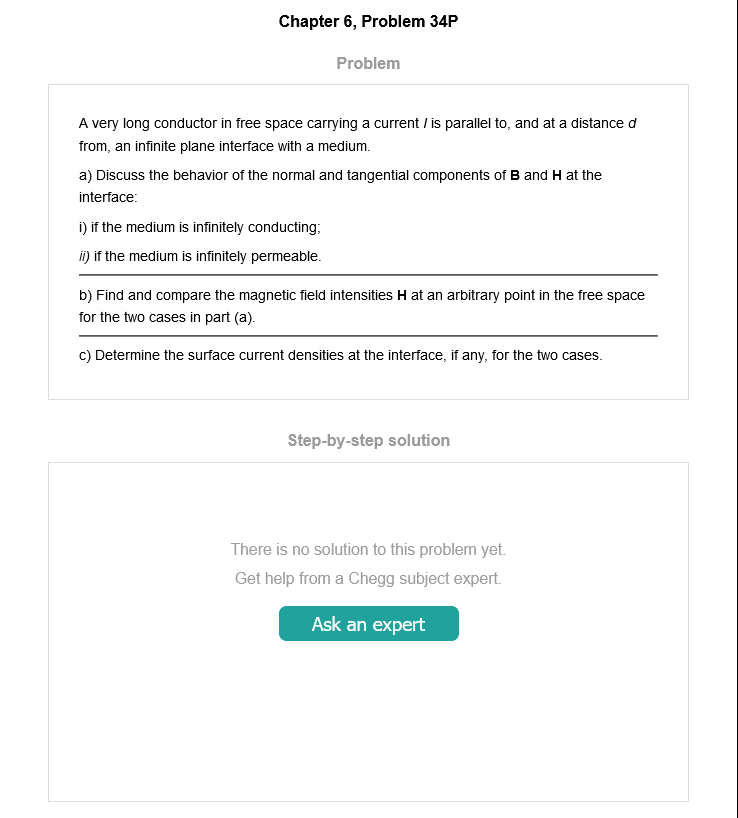 Chapter 6, Problem 34P
Problem
A very long conductor in free space carrying a current I is parallel to, and at a distance d
from, an infinite plane interface with a medium.
a) Discuss the behavior of the normal and tangential components of B and H at the
interface:
i) if the medium is infinitely conducting;
ii) if the medium is infinitely permeable.
b) Find and compare the magnetic field intensities H at an arbitrary point in the free space
for the two cases in part (a).
c) Determine the surface current densities at the interface, if any, for the two cases.
Step-by-step solution
There is no solution to this problem yet.
Get help from a Chegg subject expert.
Ask an expert